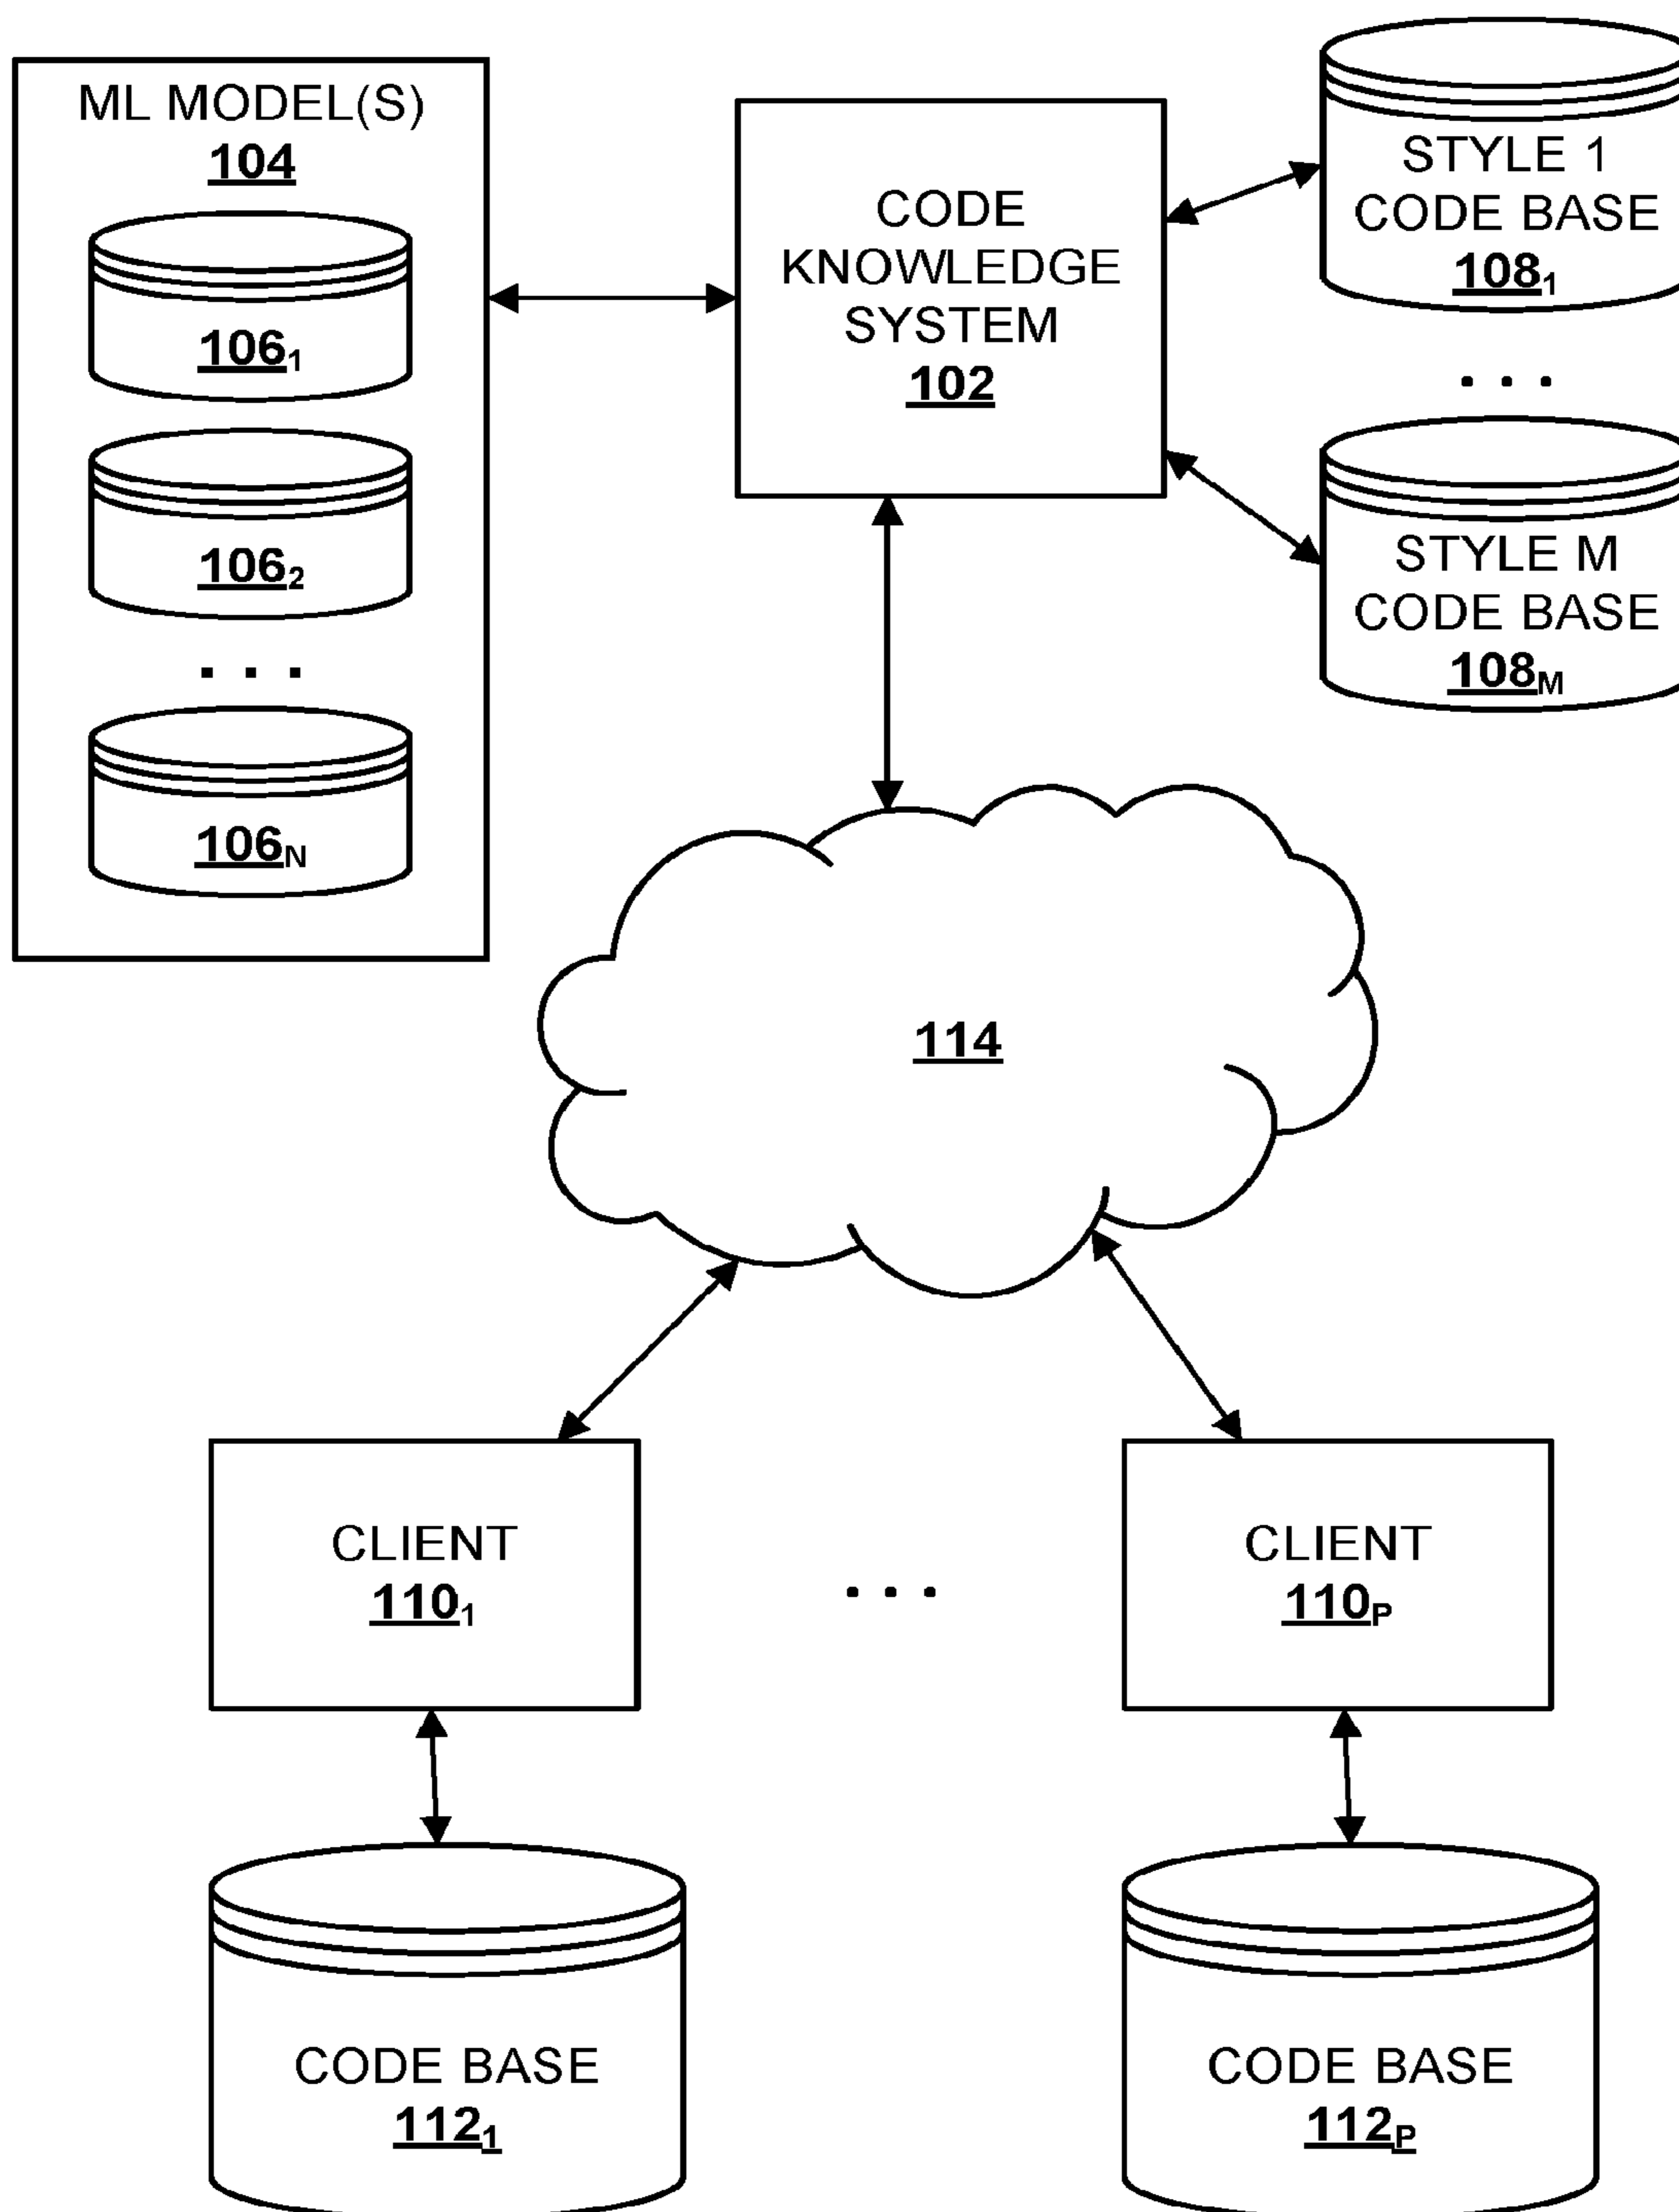 ML MODEL(S)
104
106₁
106₂
. . .
106N
CODE
KNOWLEDGE
SYSTEM
102
STYLE 1
CODE BASE
108₁
. . .
STYLE M
CODE BASE
108M
114
CLIENT
110₁
. . .
CLIENT
110P
CODE BASE
112₁
CODE BASE
112P